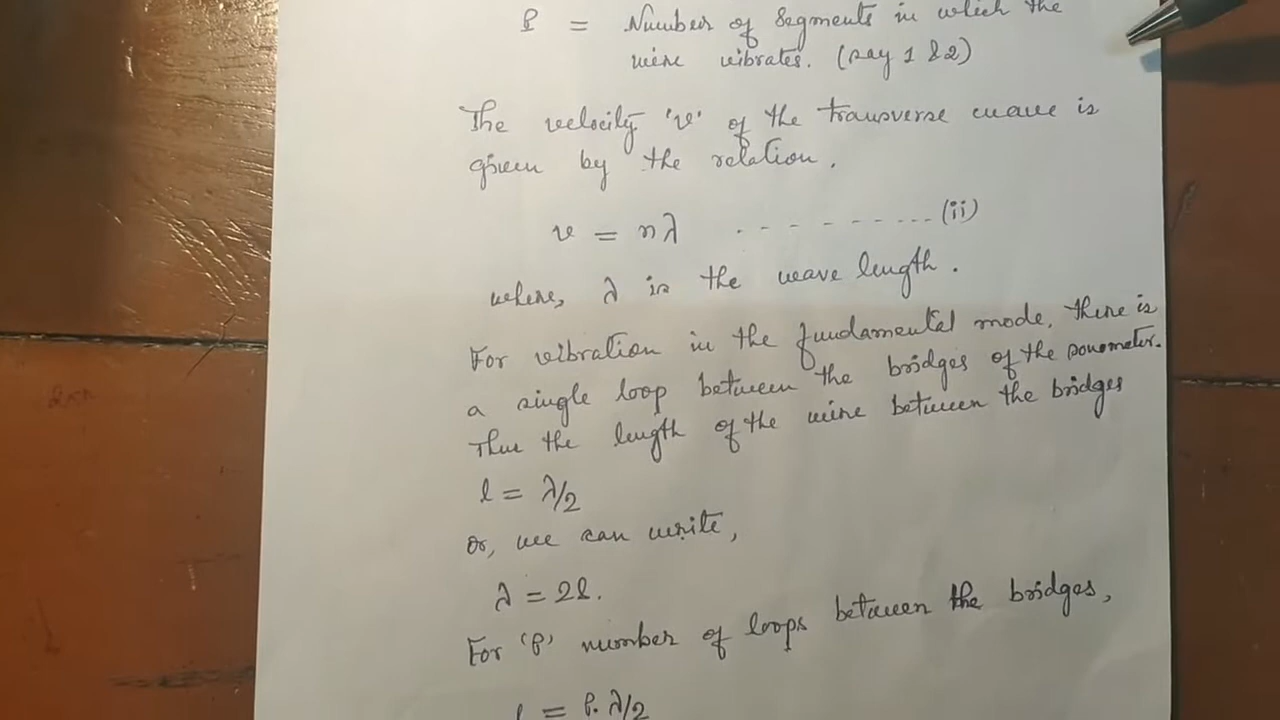 P = Number of segments in which the
wire vibrates. (say 1 & 2)
The velocity 'v' of the transverse wave is
given by the relation.
v = nλ ---------- (ii)
where, λ is the wave length.
For vibration in the fundamental mode, there is
a single loop between the bridges of the sonometer.
Thus the length of the wire between the bridges
l = λ/2
Or, we can write,
λ = 2l.
For 'P' number of loops between the bridges,
l = P. λ/2